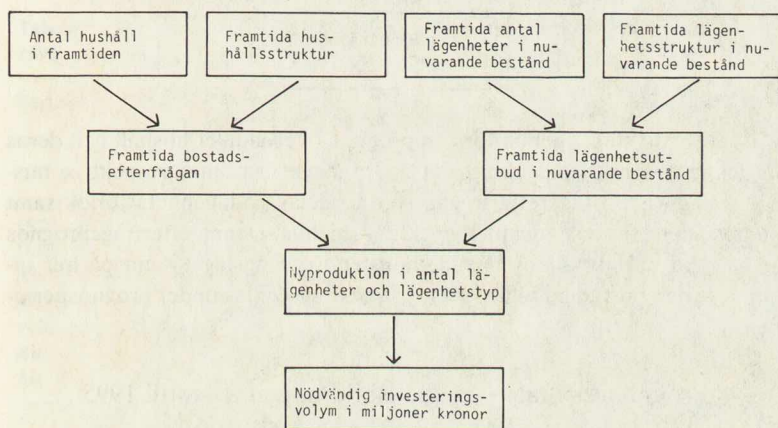 Antal hushåll
i framtiden
Framtida hus-
hållsstruktur
Framtida antal
lägenheter i nu-
varande bestånd
Framtida lägen-
hetsstruktur i nu-
varande bestånd
Framtida bostads-
efterfrågan
Framtida lägenhetsut-
bud i nuvarande bestånd
Nyproduktion i antal lä-
genheter och lägenhetstyp
Nödvändig investerings-
volym i miljoner kronor